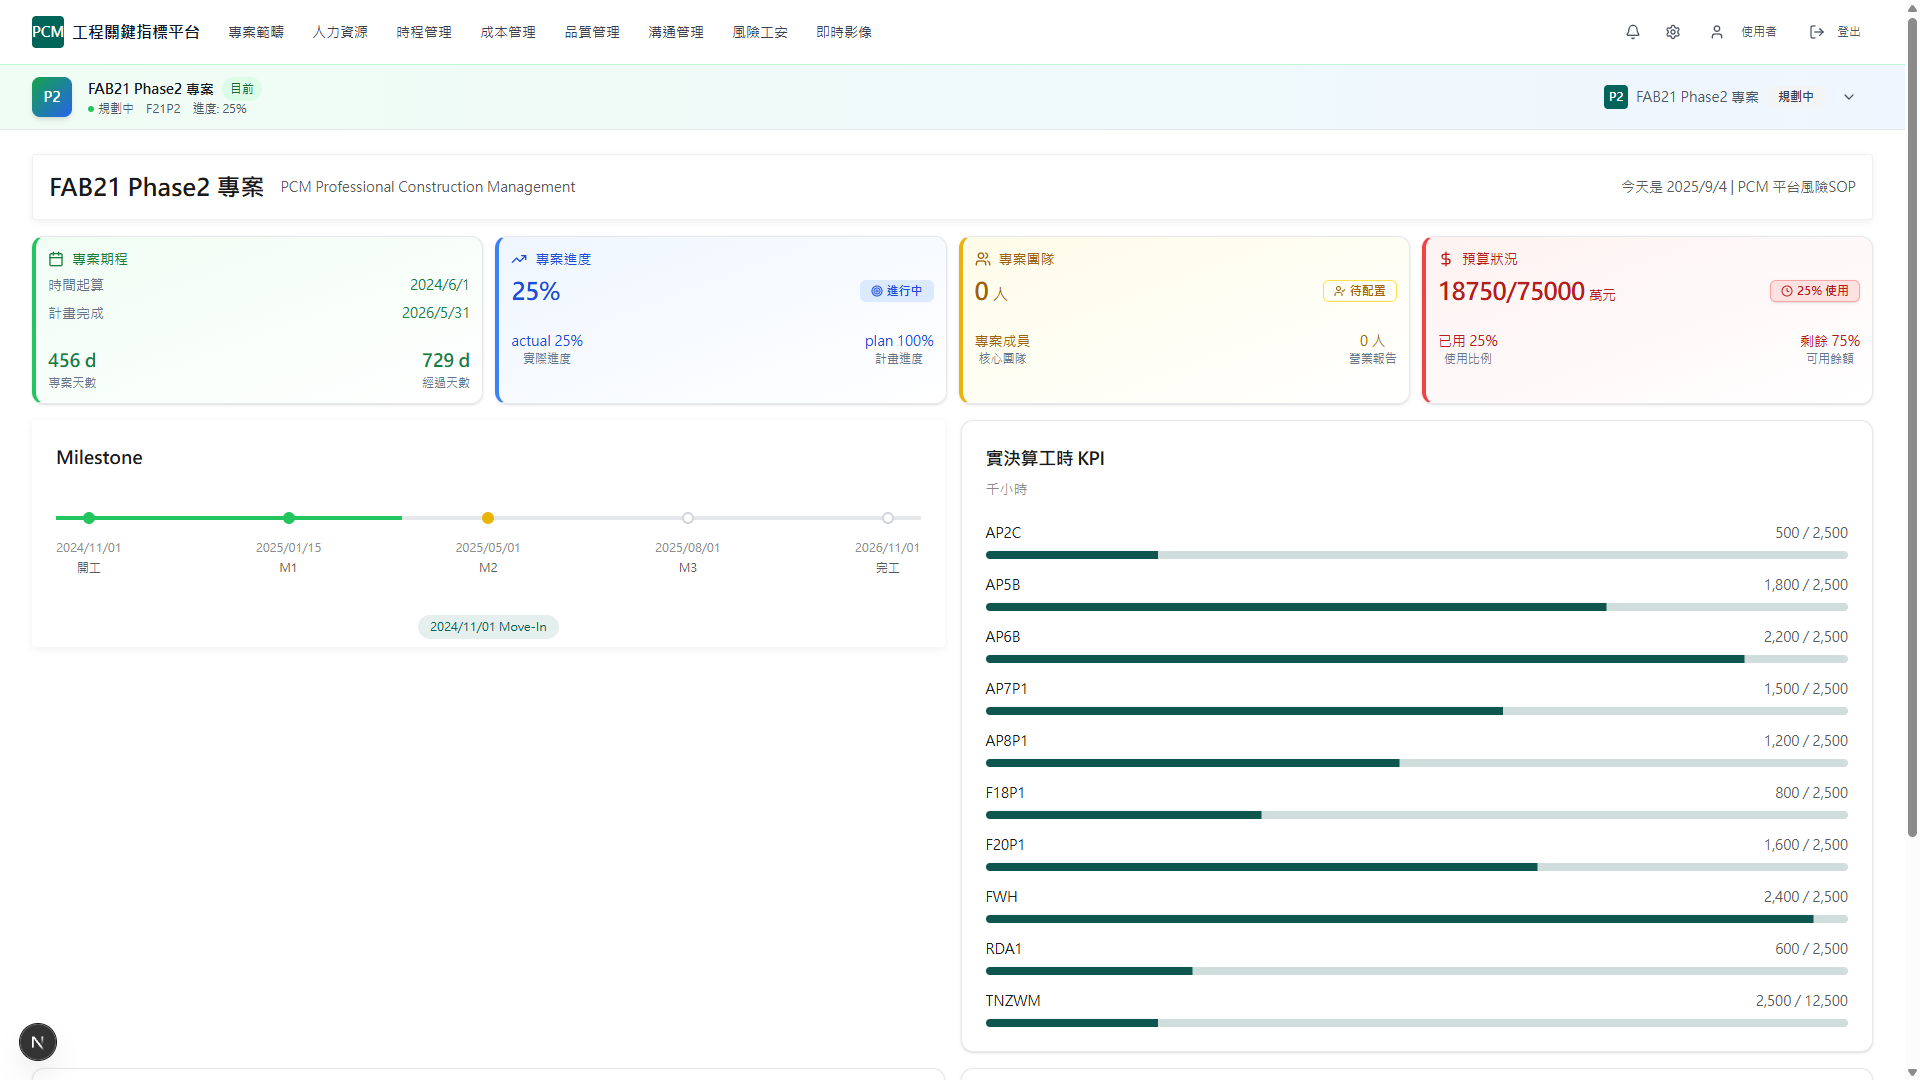 PCM 工程關鍵指標平台 專案範疇 人力資源 時程管理 成本管理 品質管理 溝通管理 風險工安 即時影像 使用者 登出
P2 FAB21 Phase2 專案 目前
規劃中 F21P2 進度: 25%
P2 FAB21 Phase2 專案 規劃中
FAB21 Phase2 專案 PCM Professional Construction Management 今天是 2025/9/4 | PCM 平台風險SOP
專案期程
時間起算 2024/6/1
計畫完成 2026/5/31
456 d 729 d
專案天數 經過天數
專案進度
25% 進行中
actual 25% plan 100%
實際進度 計畫進度
專案團隊
0 人 待配置
專案成員 0 人
核心團隊 營業報告
預算狀況
18750/75000 萬元 25% 使用
已用 25% 剩餘 75%
使用比例 可用餘額
Milestone
2024/11/01 2025/01/15 2025/05/01 2025/08/01 2026/11/01
開工 M1 M2 M3 完工
2024/11/01 Move-In
實決算工時 KPI
千小時
AP2C 500 / 2,500
AP5B 1,800 / 2,500
AP6B 2,200 / 2,500
AP7P1 1,500 / 2,500
AP8P1 1,200 / 2,500
F18P1 800 / 2,500
F20P1 1,600 / 2,500
FWH 2,400 / 2,500
RDA1 600 / 2,500
TNZWM 2,500 / 12,500
N